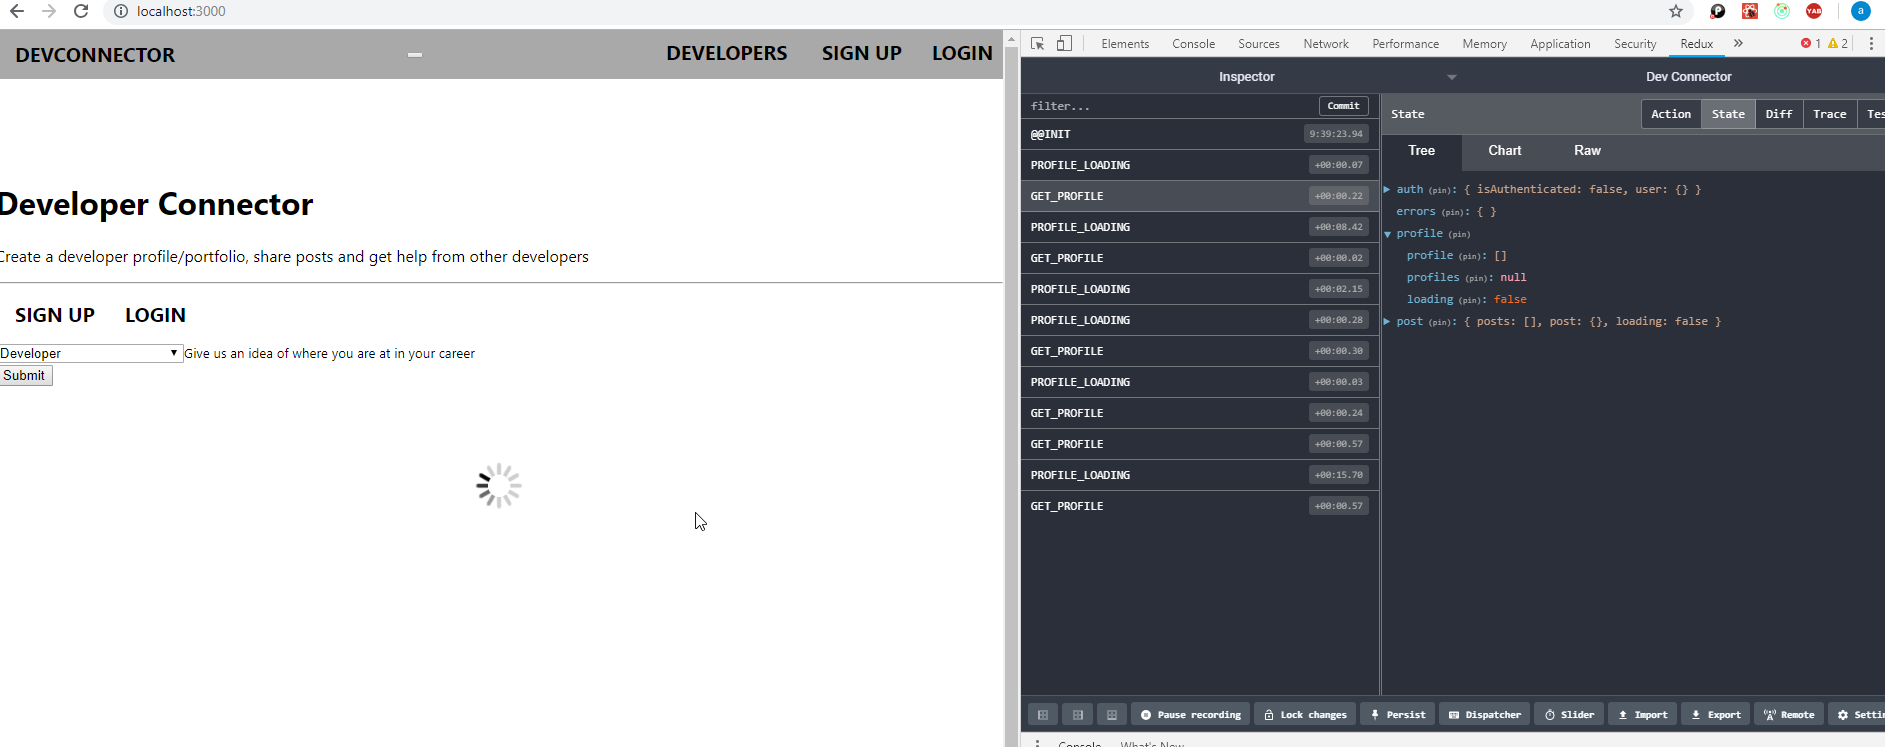 localhost:3000
a
DEVCONNECTOR
DEVELOPERS SIGN UP LOGIN
Developer Connector
Create a developer profile/portfolio, share posts and get help from other developers
SIGN UP LOGIN
Developer Give us an idea of where you are at in your career
Submit
Elements Console Sources Network Performance Memory Application Security Redux » 1 2
Inspector Dev Connector
filter... Commit
@@INIT 9:39:23.94
PROFILE_LOADING +00:00.07
GET_PROFILE +00:00.22
PROFILE_LOADING +00:08.42
GET_PROFILE +00:00.02
PROFILE_LOADING +00:02.15
PROFILE_LOADING +00:00.28
GET_PROFILE +00:00.30
PROFILE_LOADING +00:00.03
GET_PROFILE +00:00.24
GET_PROFILE +00:00.57
PROFILE_LOADING +00:15.70
GET_PROFILE +00:00.57
State Action State Diff Trace Tes
Tree Chart Raw
auth (pin): { isAuthenticated: false, user: {} }
errors (pin): { }
profile (pin)
profile (pin): []
profiles (pin): null
loading (pin): false
post (pin): { posts: [], post: {}, loading: false }
Pause recording Lock changes Persist Dispatcher Slider Import Export Remote Settin
Console What's New